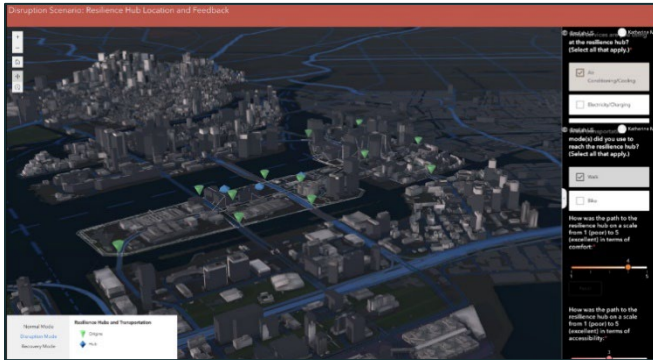 Disruption Scenario: Resilience Hub Location and Feedback
at the resilience hub?
(Select all that apply.)
Air
Conditioning/Cooling
Electricity/Charging
mode(s) did you use to
reach the resilience hub?
(Select all that apply.)
Walk
Bike
How was the path to the
resilience hub on a scale
from 1 (poor) to 5
(excellent) in terms of
comfort:*
4
5
How was the path to the
resilience hub on a scale
from 1 (poor) to 5
(excellent) in terms of
accessibility:*
3
Normal Mode
Disruption Mode
Recovery Mode
Resilience Hubs and Transportation
Origins
Hub